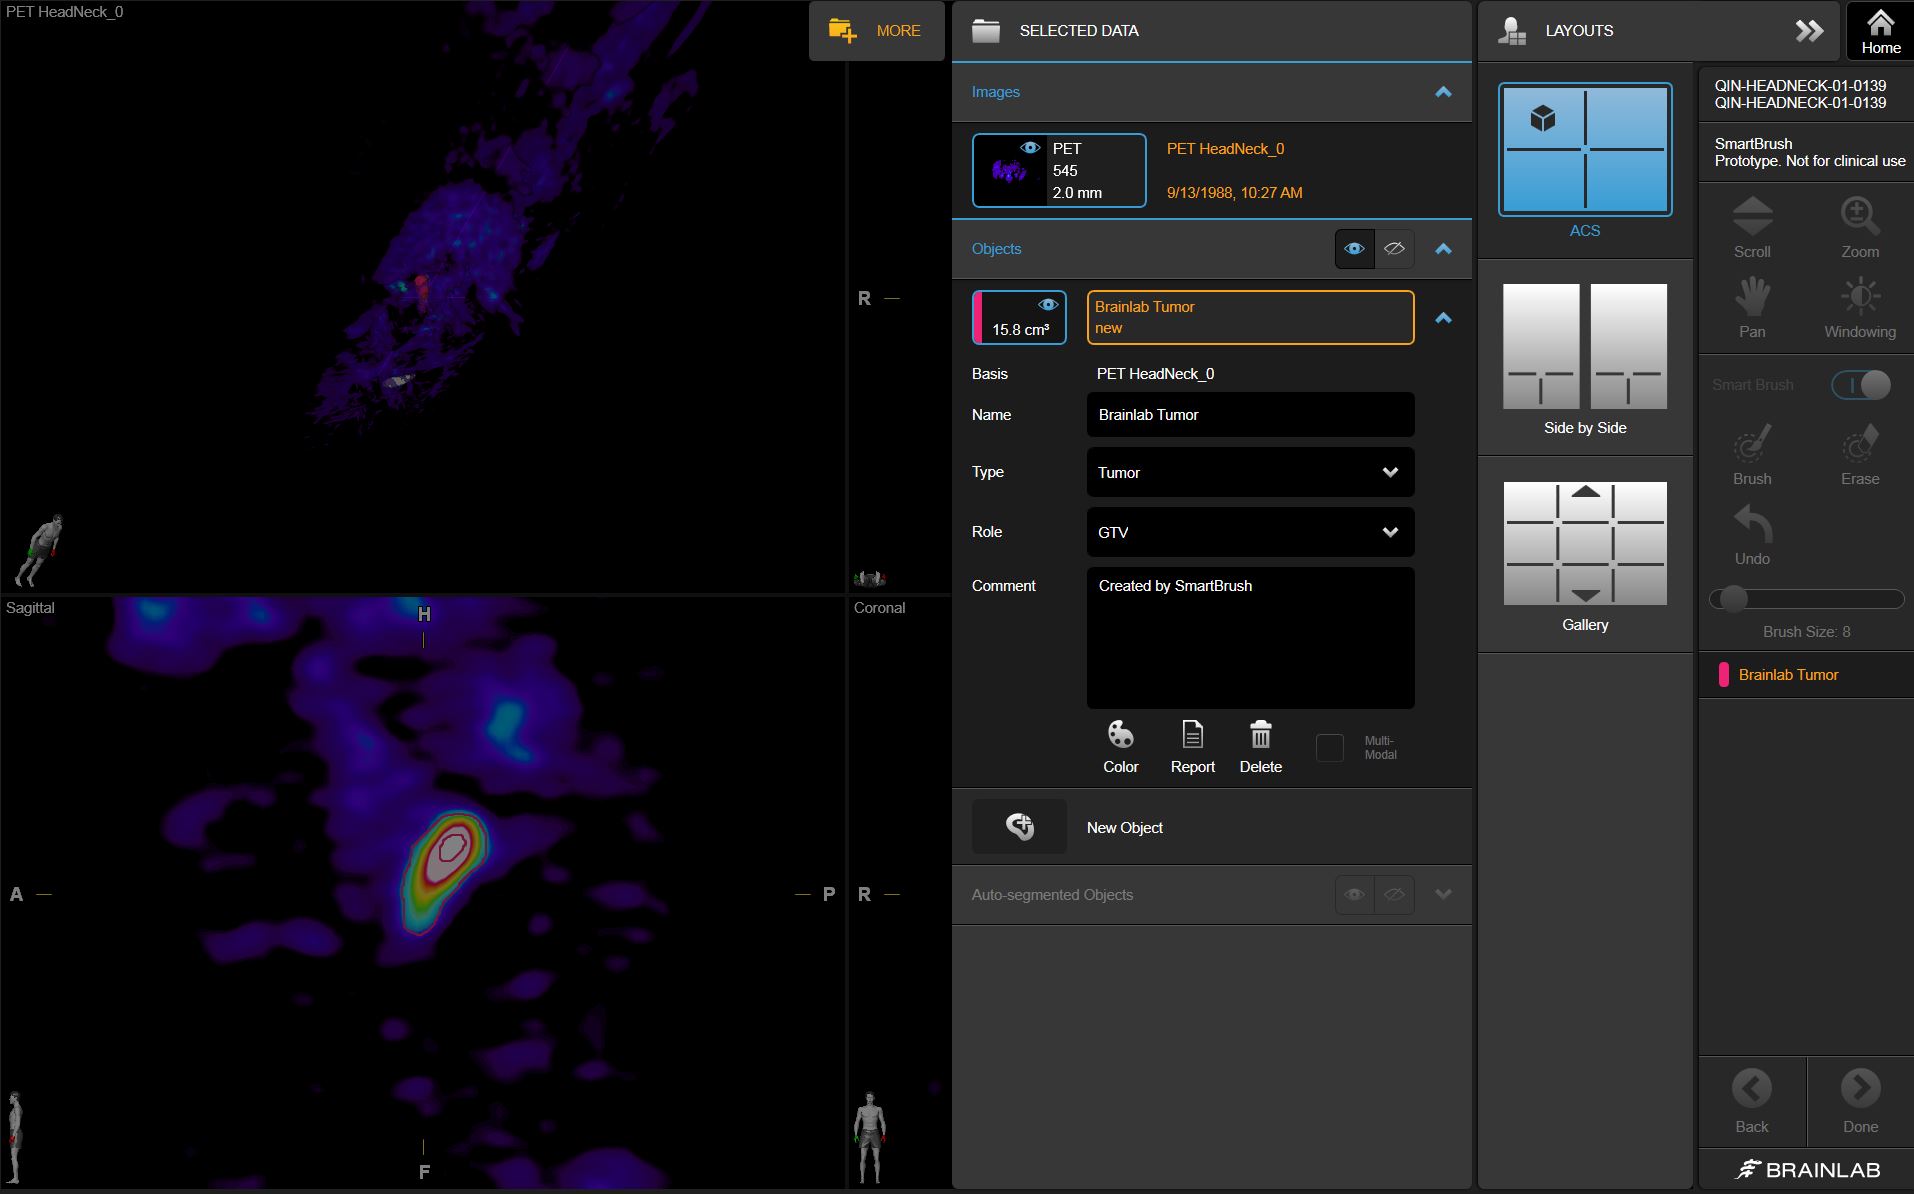 PET HeadNeck_0
MORE
R
Sagittal
H
A
P
F
Coronal
R
SELECTED DATA
Images
PET
545
2.0 mm
PET HeadNeck_0
9/13/1988, 10:27 AM
Objects
15.8 cm³
Brainlab Tumor
new
Basis
PET HeadNeck_0
Name
Brainlab Tumor
Type
Tumor
Role
GTV
Comment
Created by SmartBrush
Color
Report
Delete
Multi-
Modal
New Object
Auto-segmented Objects
LAYOUTS
ACS
Side by Side
Gallery
Home
QIN-HEADNECK-01-0139
QIN-HEADNECK-01-0139
SmartBrush
Prototype. Not for clinical use
Scroll
Zoom
Pan
Windowing
Smart Brush
Brush
Erase
Undo
Brush Size: 8
Brainlab Tumor
Back
Done
BRAINLAB